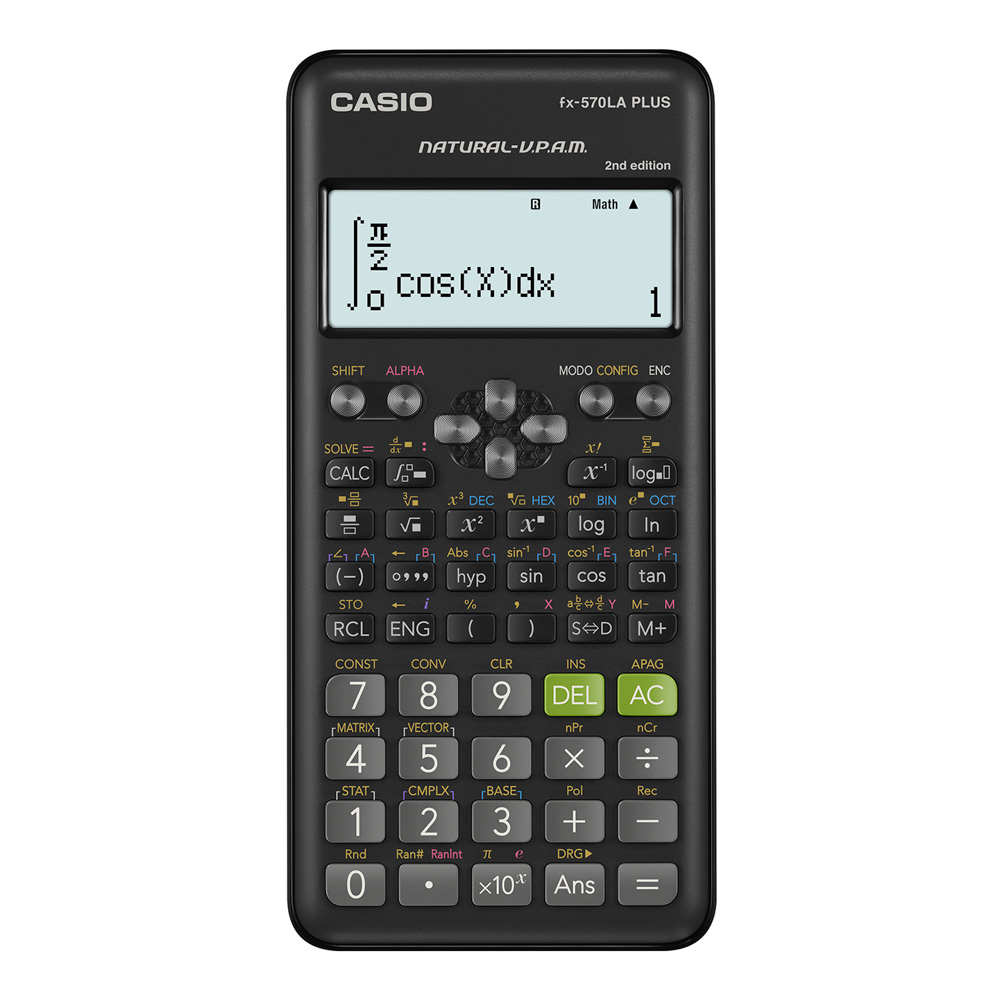 CASIO fx-570LA PLUS
NATURAL-V.P.A.M.
2nd edition
R Math ▲
π
2
∫ cos(X)dx
0 1
SHIFT ALPHA MODO CONFIG ENC
SOLVE = d/dx■ : x! Σ■
CALC ∫■ x⁻¹ log■□
■■/□ ³√■ x³ DEC ■√□ HEX 10■ BIN e■ OCT
■/□ √■ x² x■ log ln
∠ A ← B Abs C sin⁻¹ D cos⁻¹ E tan⁻¹ F
(−) °,,, hyp sin cos tan
STO ← i % , X a b/c⇔d/c Y M− M
RCL ENG ( ) S⇔D M+
CONST CONV CLR INS APAG
7 8 9 DEL AC
MATRIX VECTOR nPr nCr
4 5 6 × ÷
STAT CMPLX BASE Pol Rec
1 2 3 + −
Rnd Ran# RanInt π e DRG▶
0 • ×10ˣ Ans =